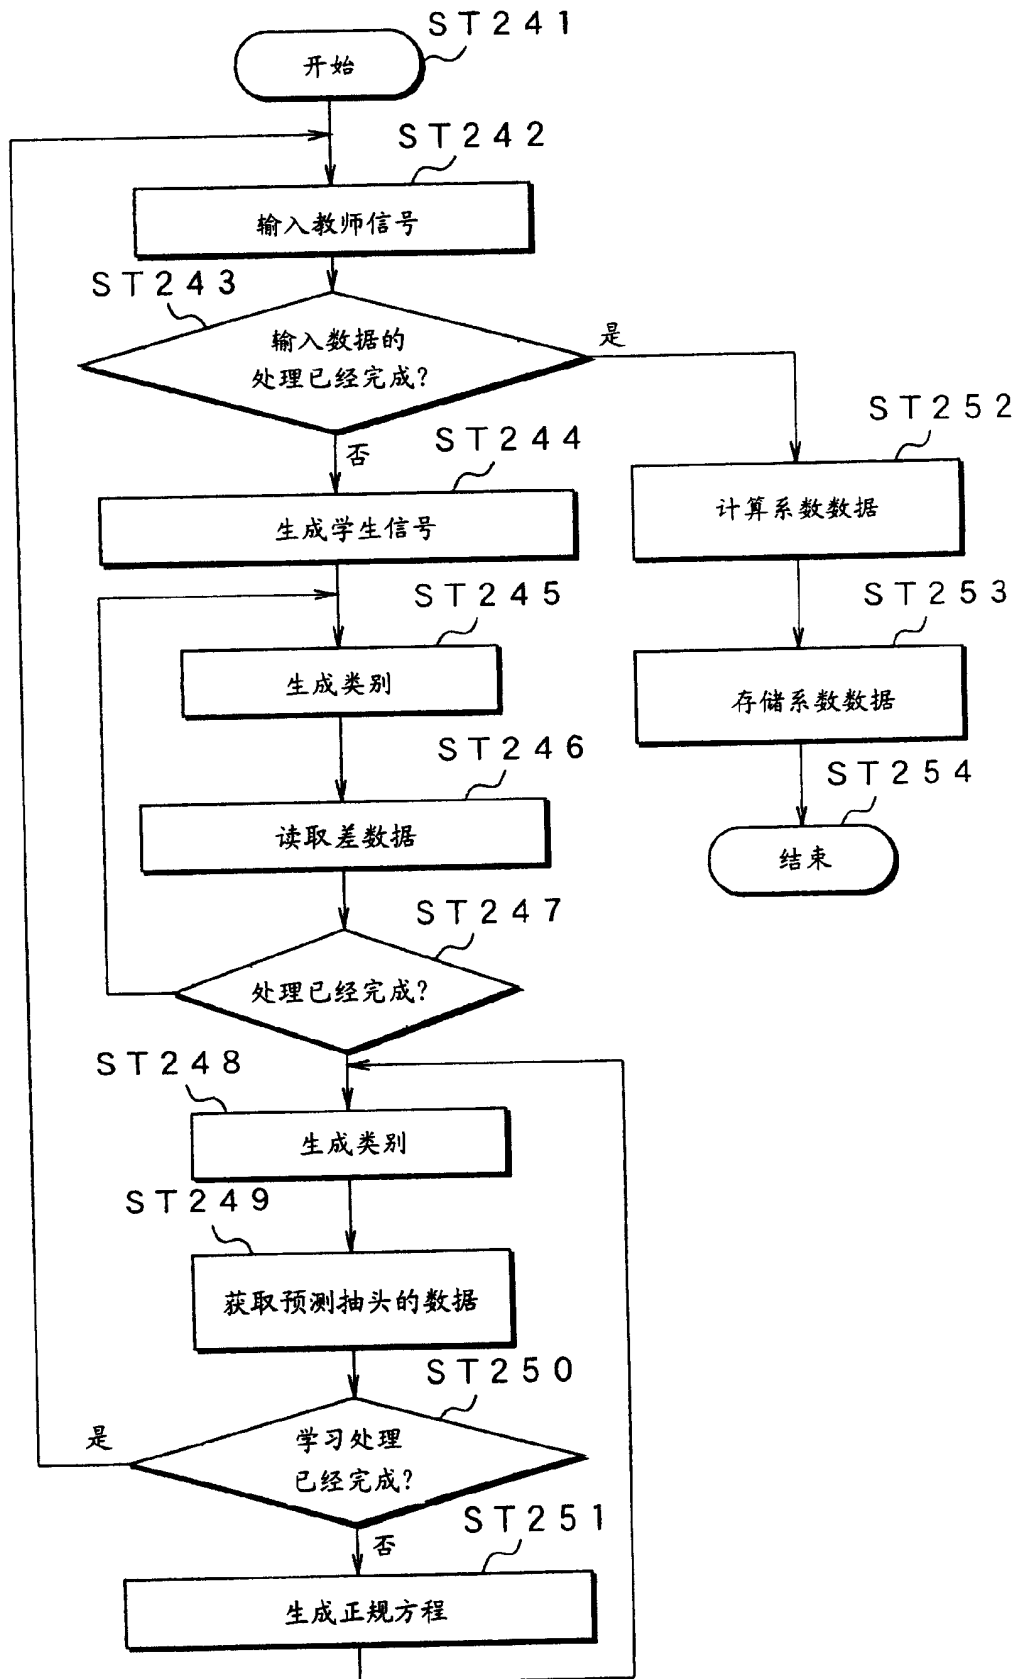 ST241
开始
ST242
输入教师信号
ST243
输入数据的
处理已经完成?
是
否
ST244
生成学生信号
ST252
计算系数数据
ST245
生成类别
ST253
存储系数数据
ST246
读取差数据
ST254
结束
ST247
处理已经完成?
ST248
生成类别
ST249
获取预测抽头的数据
ST250
学习处理
已经完成?
是
否
ST251
生成正规方程